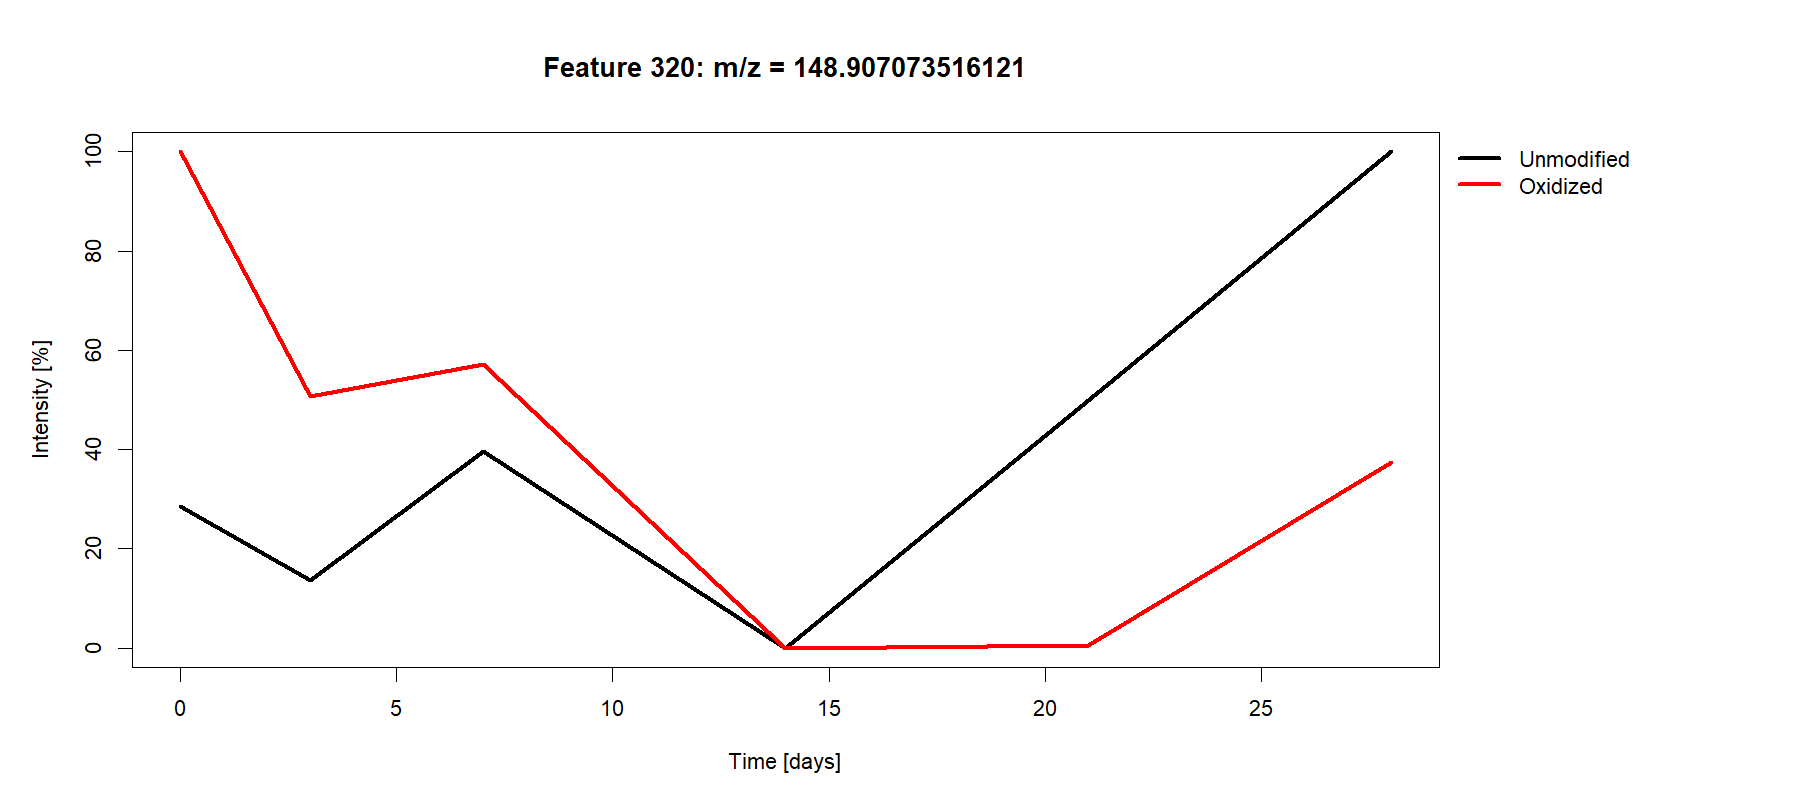 Feature 320: m/z = 148.907073516121
Unmodified
Oxidized
Intensity [%]
100
80
60
40
20
0
0 5 10 15 20 25
Time [days]